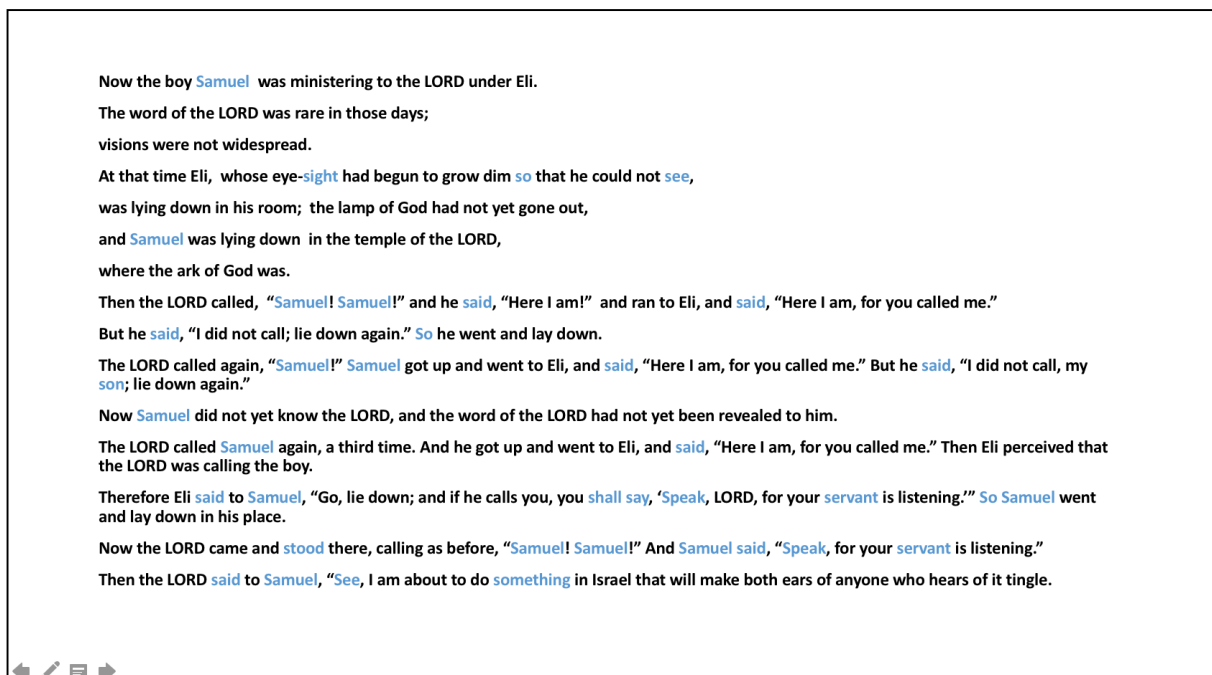 Now the boy Samuel  was ministering to the LORD under Eli.
The word of the LORD was rare in those days;
visions were not widespread.
At that time Eli,  whose eye-sight had begun to grow dim so that he could not see,
was lying down in his room;  the lamp of God had not yet gone out,
and Samuel was lying down  in the temple of the LORD,
where the ark of God was.
Then the LORD called,  “Samuel! Samuel!” and he said, “Here I am!”  and ran to Eli, and said, “Here I am, for you called me.”
But he said, “I did not call; lie down again.” So he went and lay down.
The LORD called again, “Samuel!” Samuel got up and went to Eli, and said, “Here I am, for you called me.” But he said, “I did not call, my
son; lie down again.”
Now Samuel did not yet know the LORD, and the word of the LORD had not yet been revealed to him.
The LORD called Samuel again, a third time. And he got up and went to Eli, and said, “Here I am, for you called me.” Then Eli perceived that
the LORD was calling the boy.
Therefore Eli said to Samuel, “Go, lie down; and if he calls you, you shall say, ‘Speak, LORD, for your servant is listening.’” So Samuel went
and lay down in his place.
Now the LORD came and stood there, calling as before, “Samuel! Samuel!” And Samuel said, “Speak, for your servant is listening.”
Then the LORD said to Samuel, “See, I am about to do something in Israel that will make both ears of anyone who hears of it tingle.